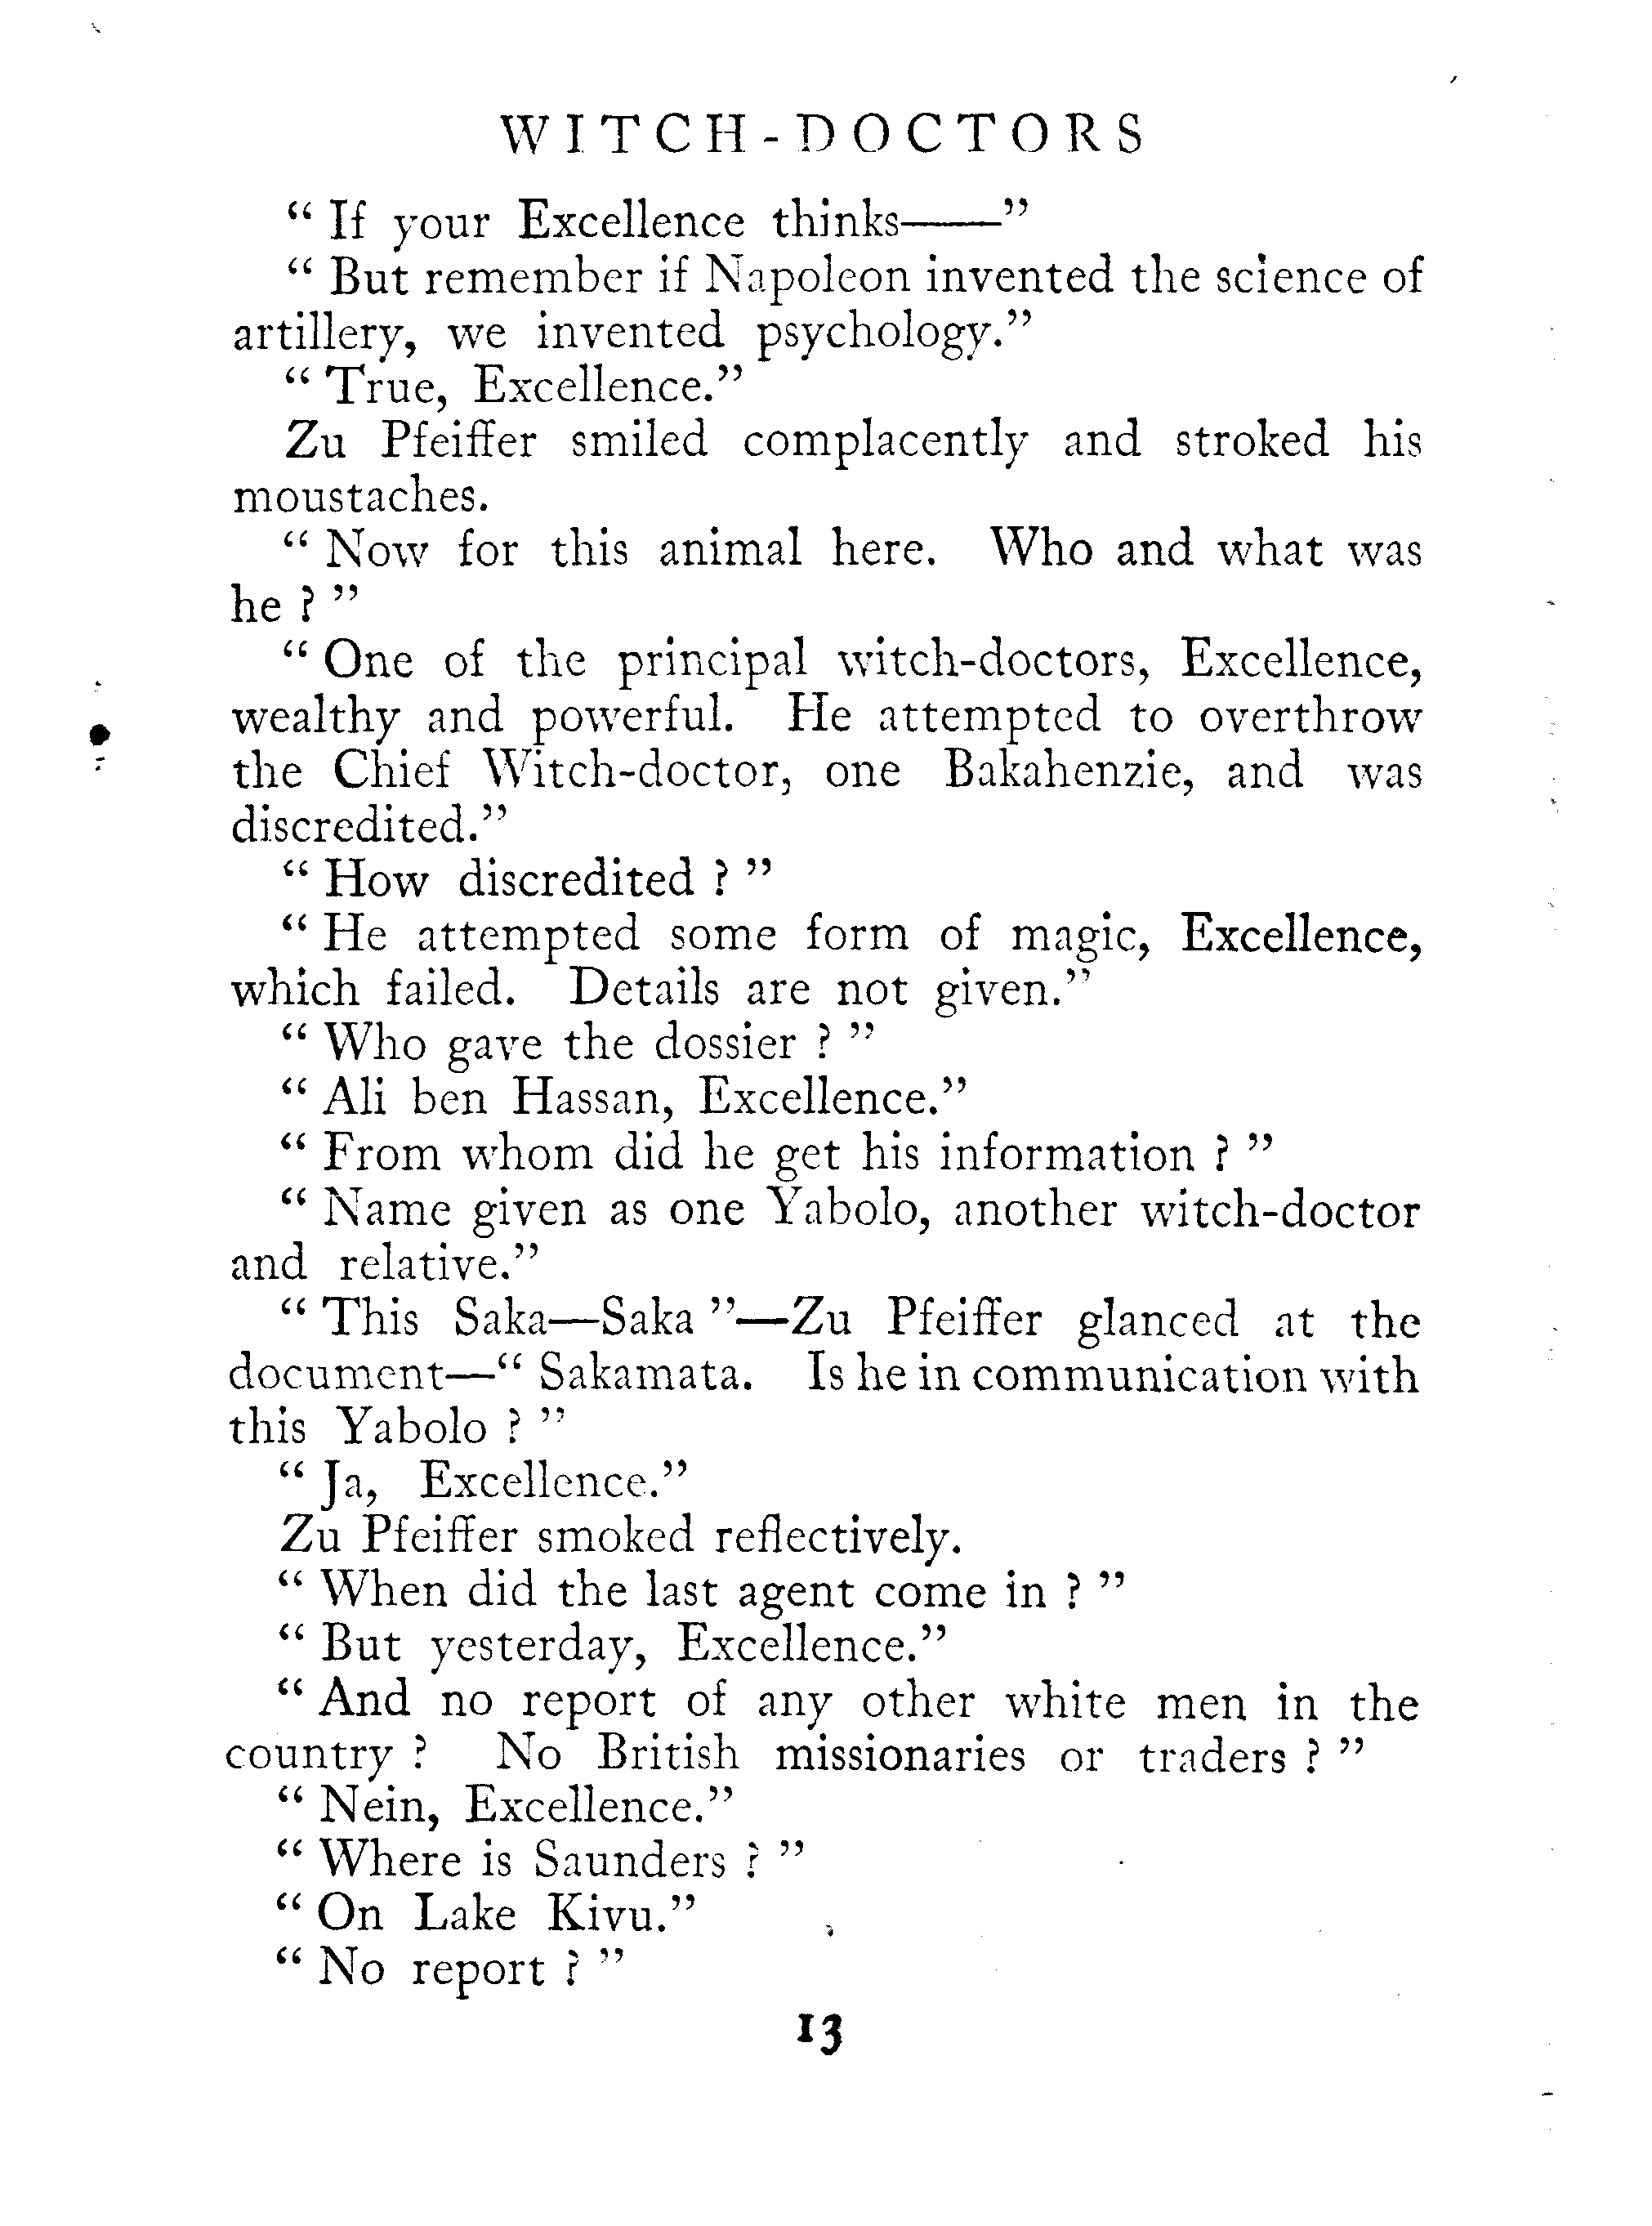 WITCH-DOCTORS
“ If your Excellence thinks——”
“ But remember if Napoleon invented the science of
artillery, we invented psychology.”
“ True, Excellence.”
Zu Pfeiffer smiled complacently and stroked his
moustaches.
“ Now for this animal here. Who and what was
he ? ”
“ One of the principal witch-doctors, Excellence,
wealthy and powerful. He attempted to overthrow
the Chief Witch-doctor, one Bakahenzie, and was
discredited.”
“ How discredited ? ”
“ He attempted some form of magic, Excellence,
which failed. Details are not given.”
“ Who gave the dossier ? ”
“ Ali ben Hassan, Excellence.”
“ From whom did he get his information ? ”
“ Name given as one Yabolo, another witch-doctor
and relative.”
“ This Saka—Saka ”—Zu Pfeiffer glanced at the
document—“ Sakamata. Is he in communication with
this Yabolo ? ”
“ Ja, Excellence.”
Zu Pfeiffer smoked reflectively.
“ When did the last agent come in ? ”
“ But yesterday, Excellence.”
“ And no report of any other white men in the
country ? No British missionaries or traders ? ”
“ Nein, Excellence.”
“ Where is Saunders ? ”
“ On Lake Kivu.”
“ No report ? ”
13